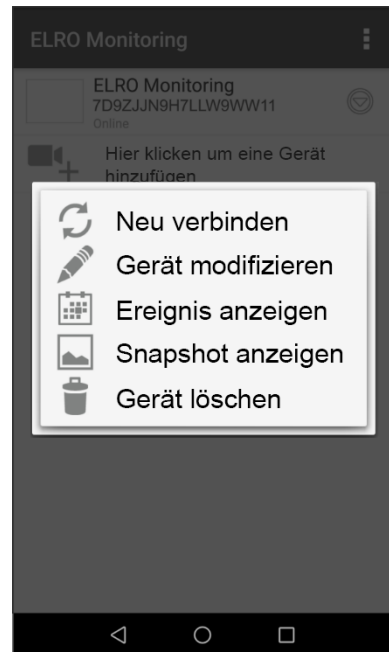 ELRO Monitoring
ELRO Monitoring
7D9ZJJN9H7LLW9WW11
Online
Hier klicken um eine Gerät
hinzufügen
Neu verbinden
Gerät modifizieren
Ereignis anzeigen
Snapshot anzeigen
Gerät löschen